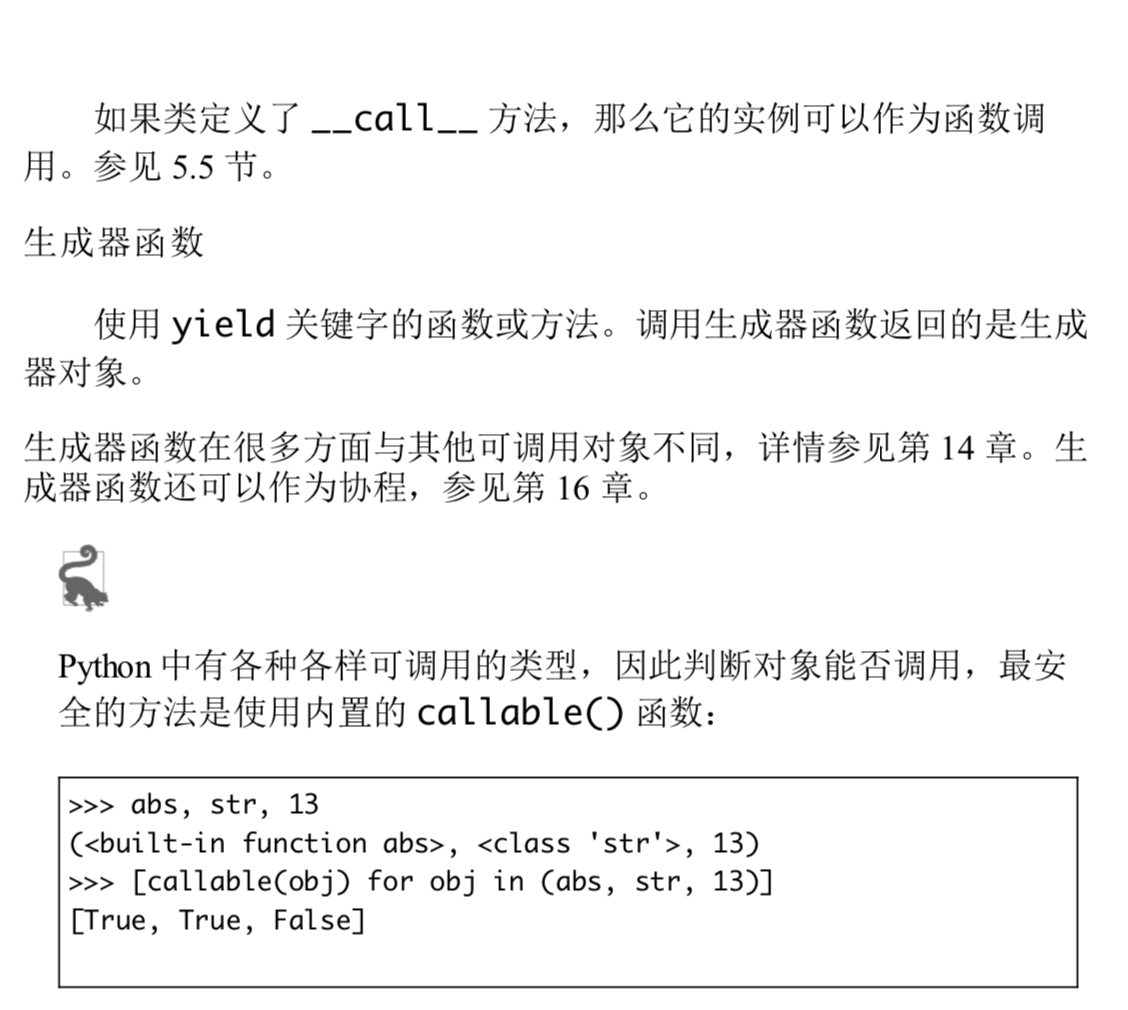 如果类定义了 __call__ 方法，那么它的实例可以作为函数调
用。参见 5.5 节。
生成器函数
使用 yield 关键字的函数或方法。调用生成器函数返回的是生成
器对象。
生成器函数在很多方面与其他可调用对象不同，详情参见第 14 章。生
成器函数还可以作为协程，参见第 16 章。
Python 中有各种各样可调用的类型，因此判断对象能否调用，最安
全的方法是使用内置的 callable() 函数：
>>> abs, str, 13
(<built-in function abs>, <class 'str'>, 13)
>>> [callable(obj) for obj in (abs, str, 13)]
[True, True, False]